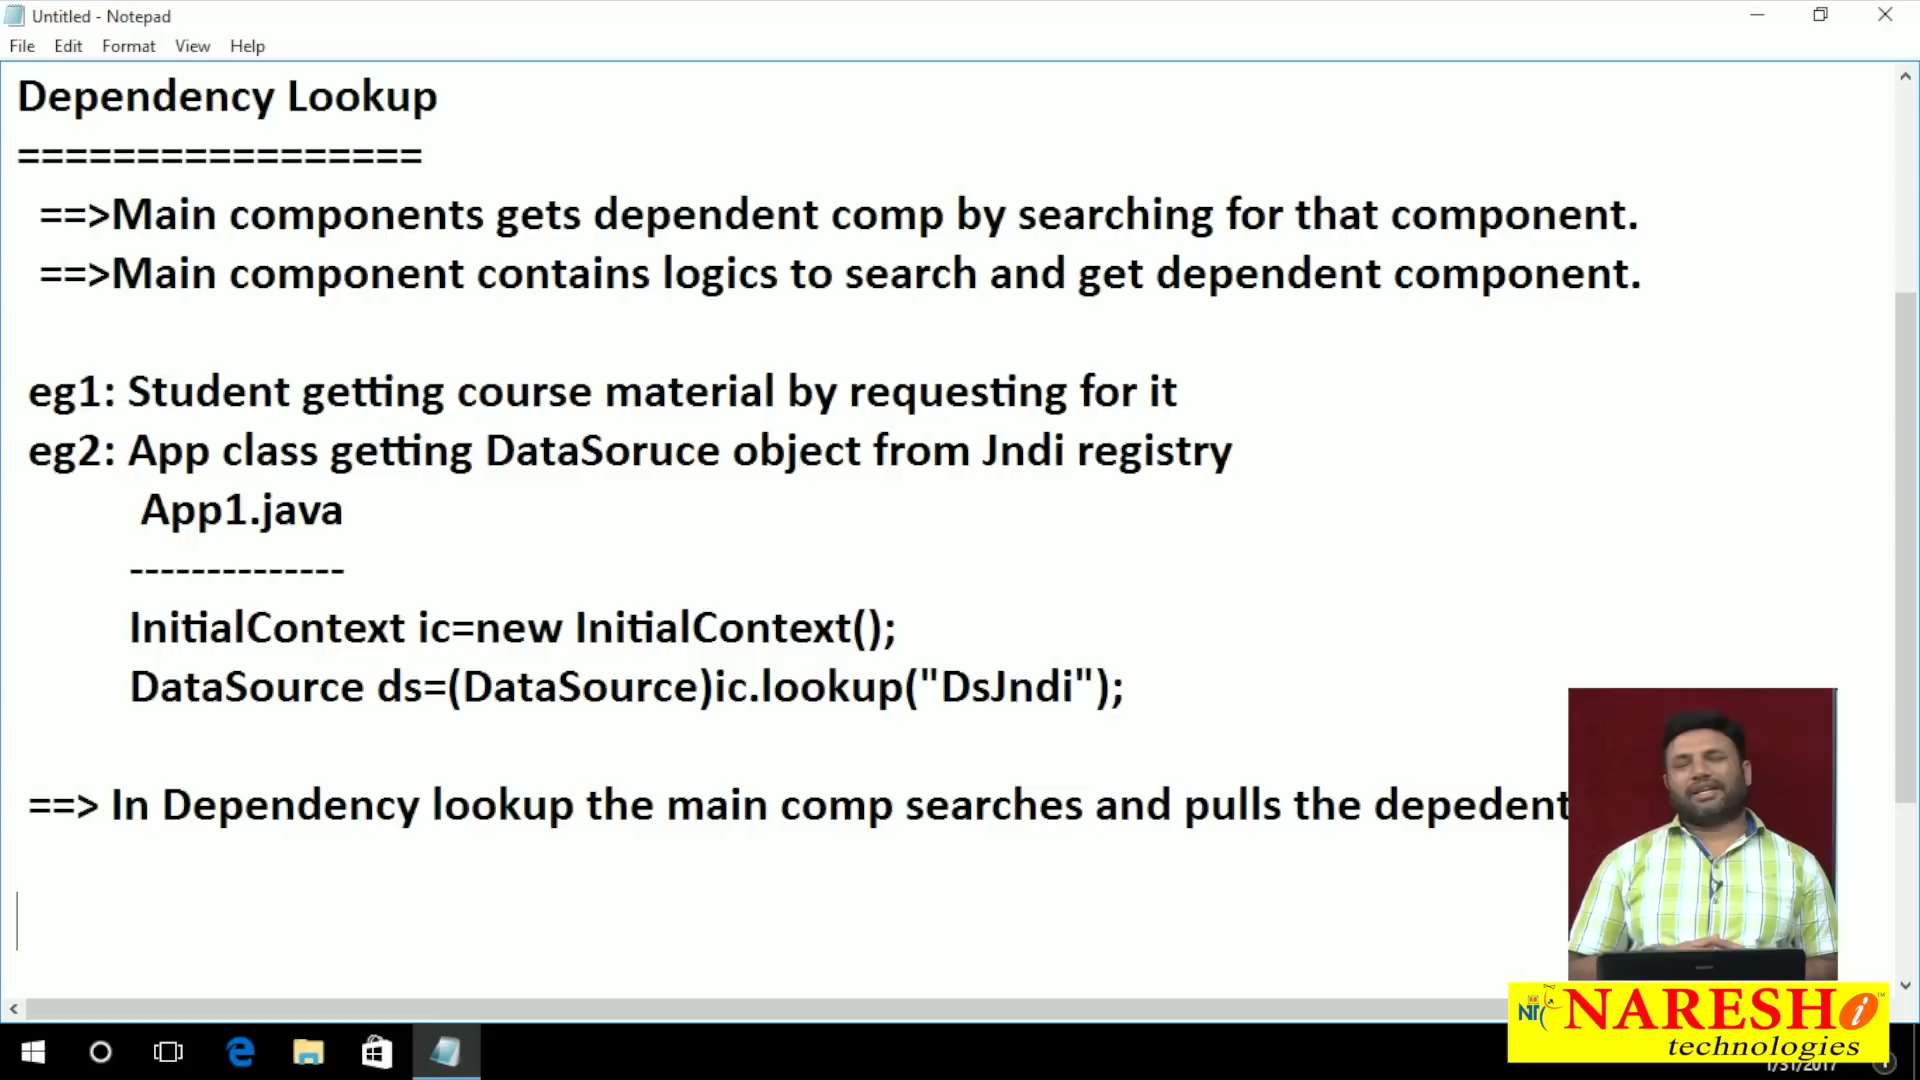 Untitled - Notepad
File Edit Format View Help
Dependency Lookup
=================
==>Main components gets dependent comp by searching for that component.
==>Main component contains logics to search and get dependent component.
eg1: Student getting course material by requesting for it
eg2: App class getting DataSoruce object from Jndi registry
App1.java
--------------
InitialContext ic=new InitialContext();
DataSource ds=(DataSource)ic.lookup("DsJndi");
==> In Dependency lookup the main comp searches and pulls the depedent
NARESH i
technologies
1/31/2017